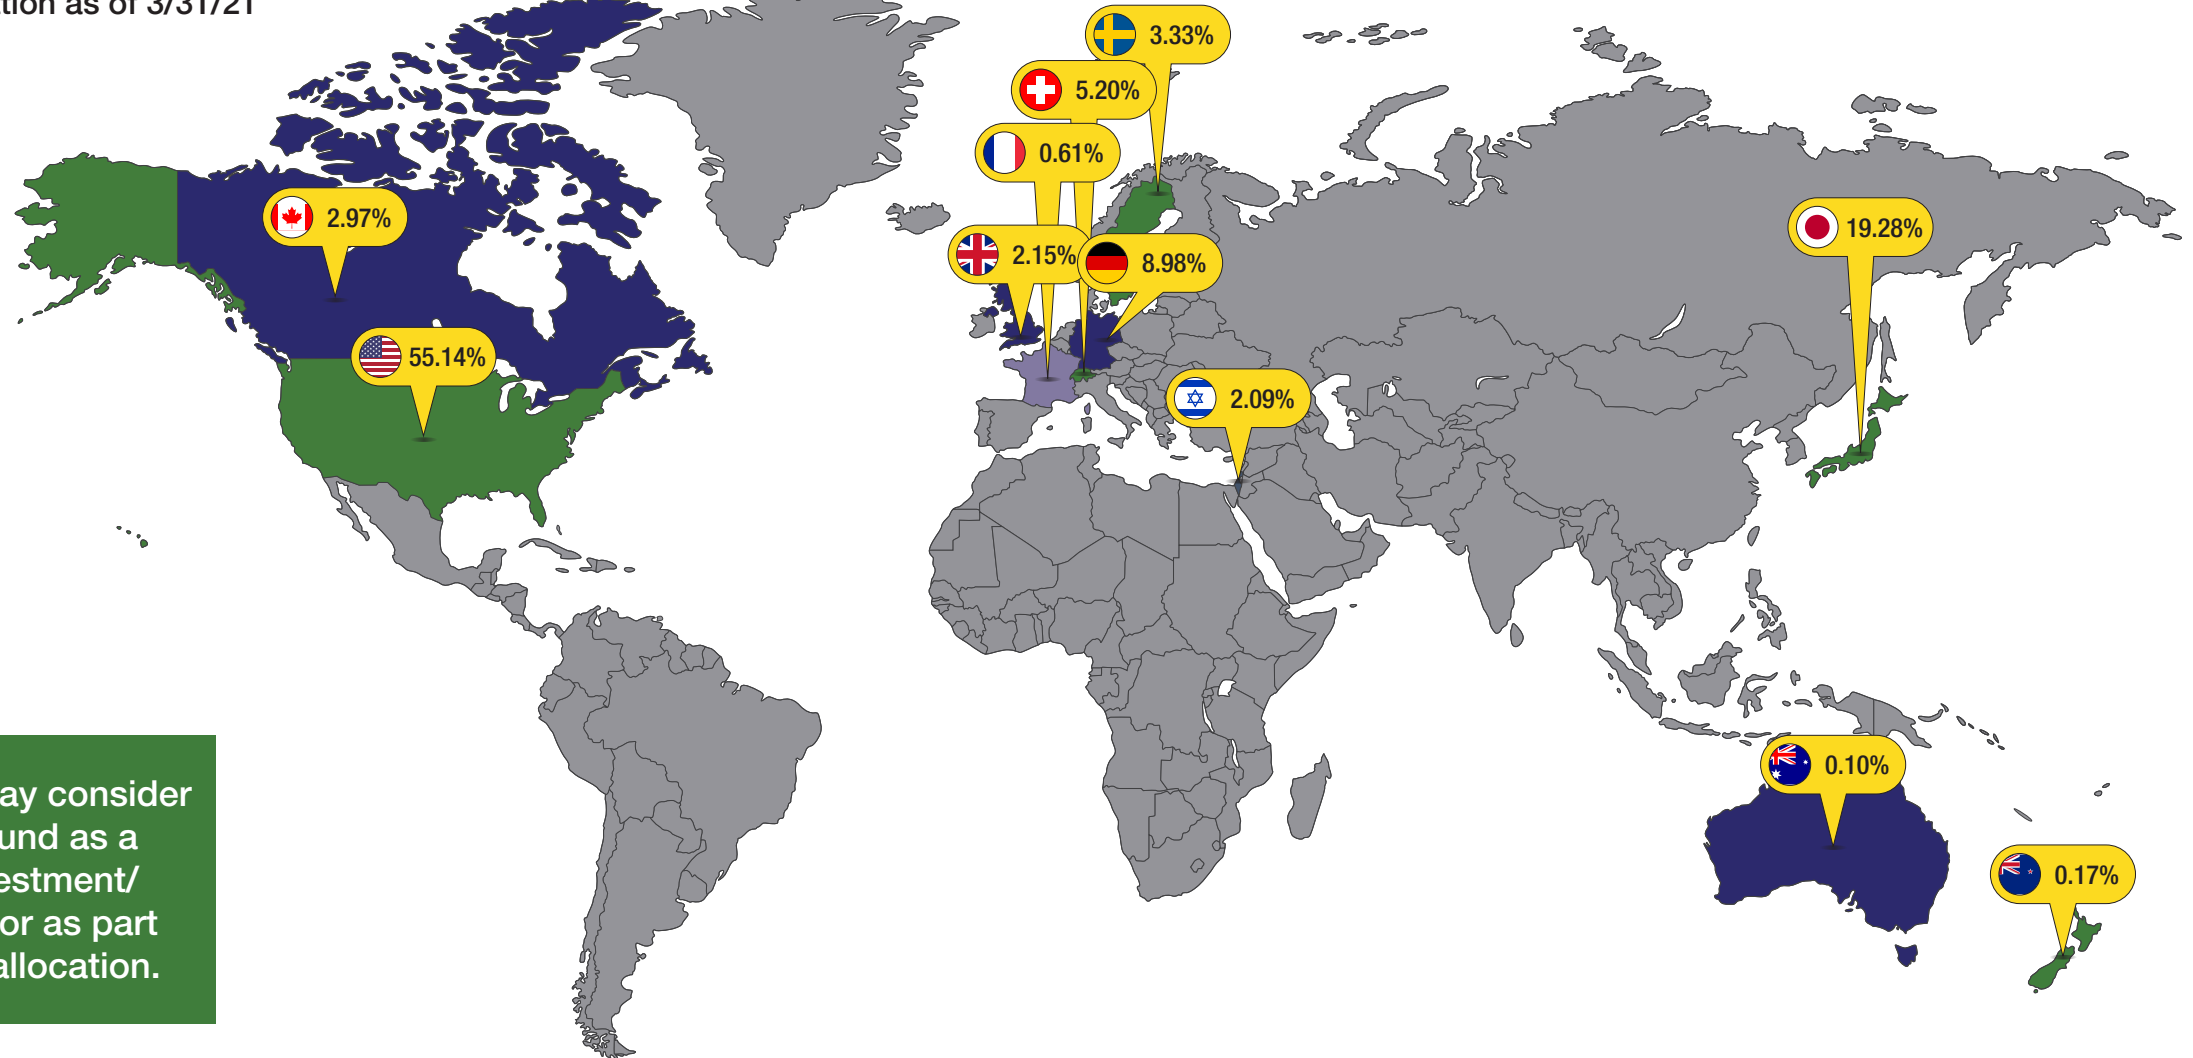 ation as of 3/31/21
3.33%
5.20%
0.61%
2.97%
2.15%
8.98%
19.28%
55.14%
2.09%
0.10%
0.17%
ay consider
und as a
estment/
or as part
allocation.